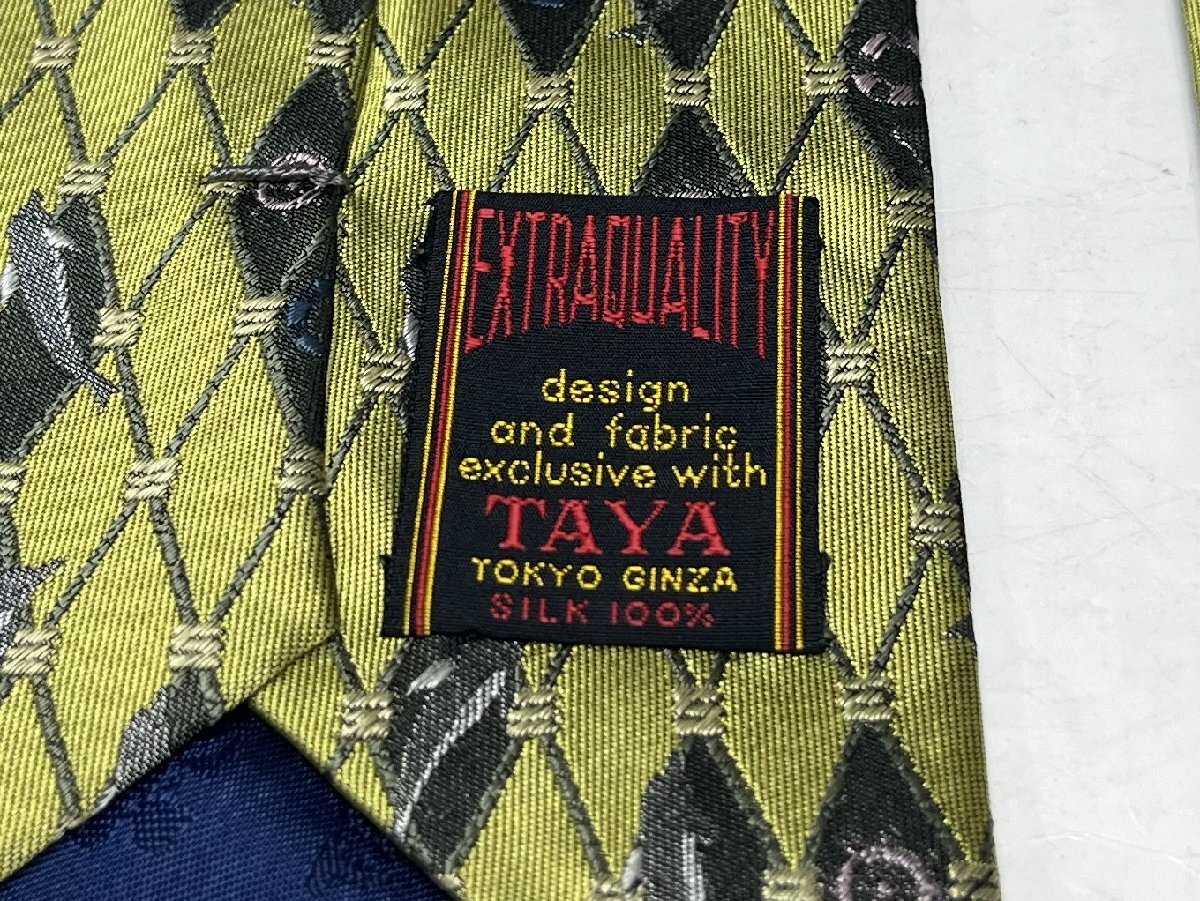 EXTRAQUALITY
design
and fabric
exclusive with
TAYA
TOKYO GINZA
SILK 100%